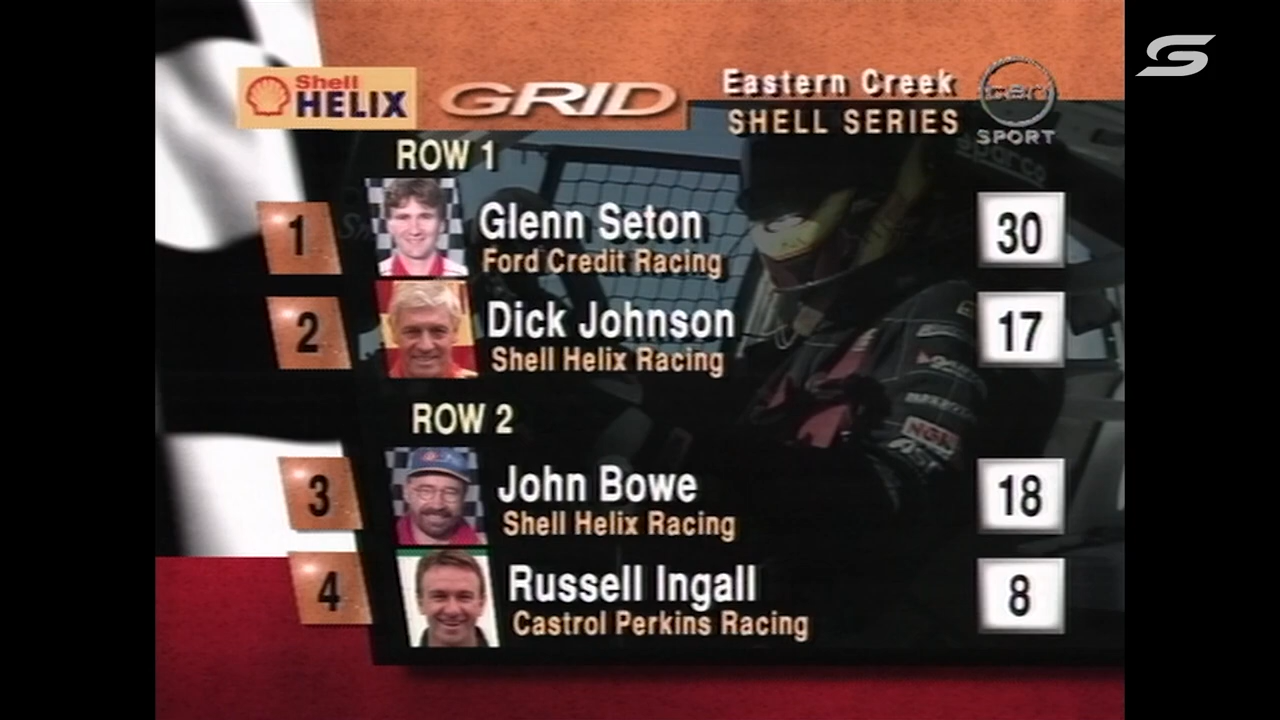 Shell
HELIX
GRID
Eastern Creek
SHELL SERIES
SPORT
ROW 1
1
Glenn Seton
Ford Credit Racing
30
2
Dick Johnson
Shell Helix Racing
17
ROW 2
3
John Bowe
Shell Helix Racing
18
4
Russell Ingall
Castrol Perkins Racing
8
sparco
NGK